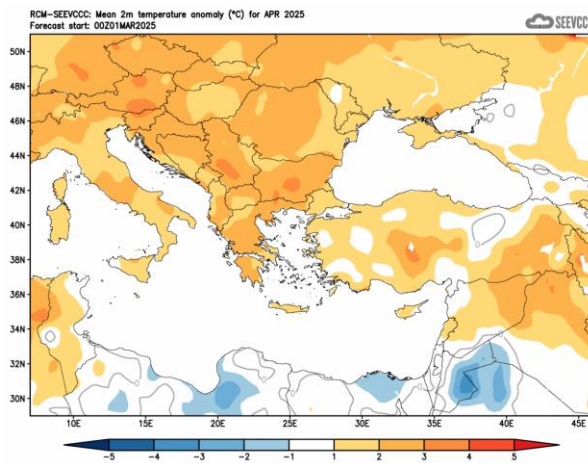 RCM-SEEVCCC: Mean 2m temperature anomaly (°C) for APR 2025
Forecast start: 00Z01MAR2025
SEEVCC
50N
48N
46N
44N
42N
40N
38N
36N
34N
32N
30N
10E 15E 20E 25E 30E 35E 40E 45E
-5 -4 -3 -2 -1 1 2 3 4 5